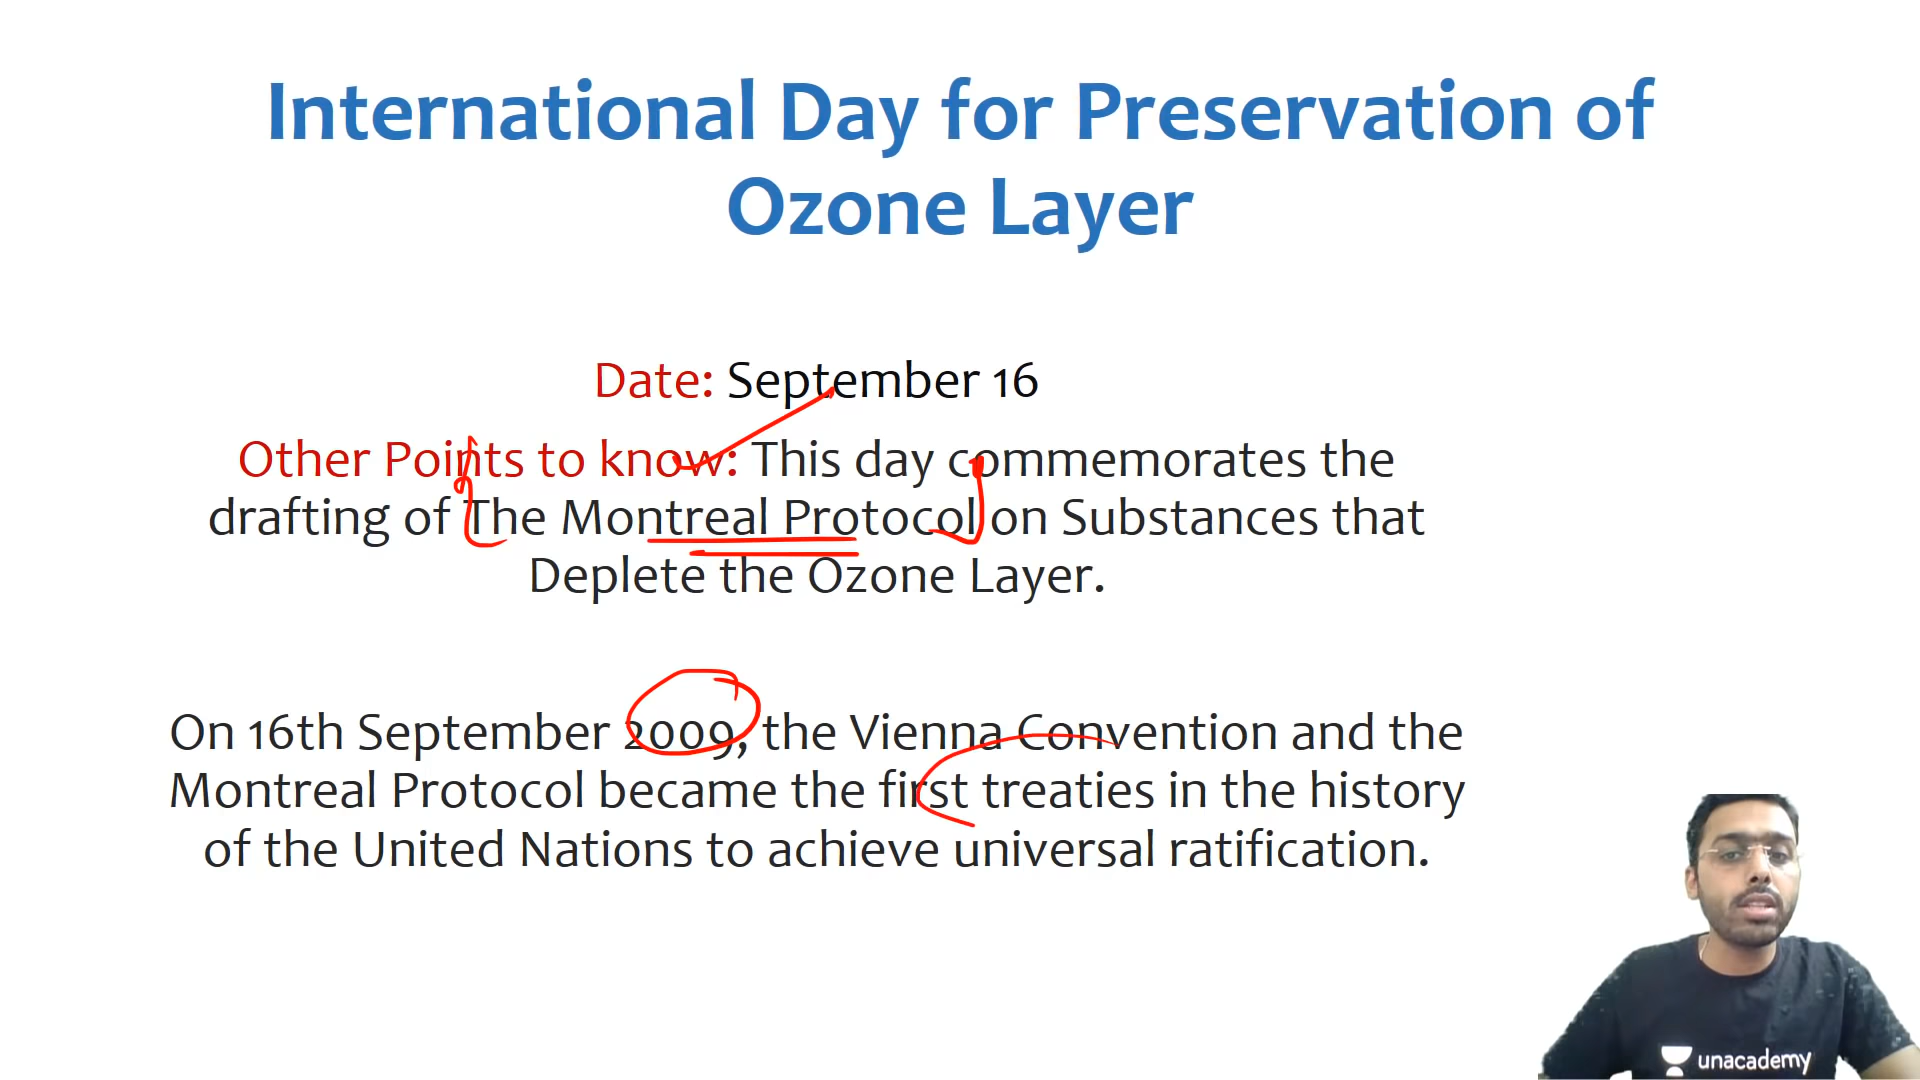 International Day for Preservation of
Ozone Layer
Date: September 16
Other Points to know: This day commemorates the
drafting of The Montreal Protocol on Substances that
Deplete the Ozone Layer.
On 16th September 2009, the Vienna Convention and the
Montreal Protocol became the first treaties in the history
of the United Nations to achieve universal ratification.
unacademy